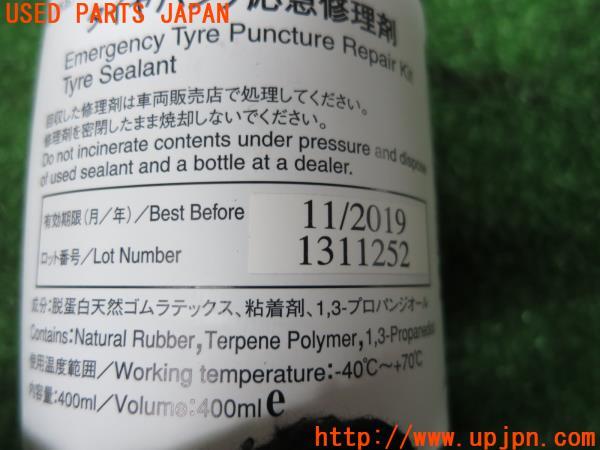 USED PARTS JAPAN
応急修理剤
Emergency Tyre Puncture Repair Kit
Tyre Sealant
回収した修理剤は車両販売店で処理してください。
修理剤を密閉したまま焼却しないでください。
Do not incinerate contents under pressure and dispose
of used sealant and a bottle at a dealer.
有効期限(月/年)/Best Before 11/2019
ロット番号/Lot Number 1311252
成分:脱蛋白天然ゴムラテックス、粘着剤、1,3-プロパンジオール
Contains:Natural Rubber,Terpene Polymer,1,3-Propanediol
使用温度範囲/Working temperature:-40℃~+70℃
内容量:400ml/Volume:400ml e
http://www.upjpn.com